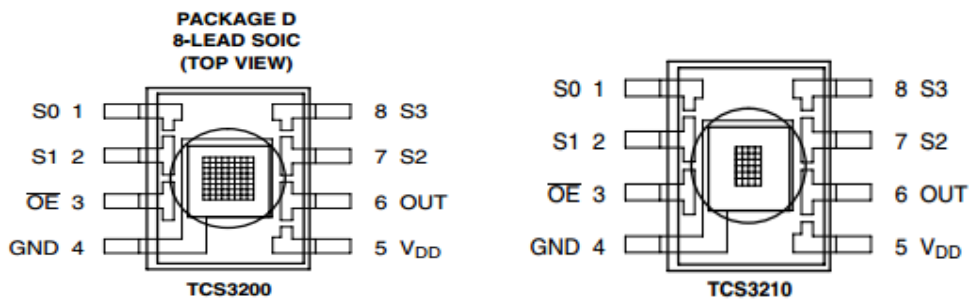 PACKAGE D
8-LEAD SOIC
(TOP VIEW)
S0 1
8 S3
S1 2
7 S2
O̅E̅ 3
6 OUT
GND 4
5 VDD
TCS3200
S0 1
8 S3
S1 2
7 S2
O̅E̅ 3
6 OUT
GND 4
5 VDD
TCS3210